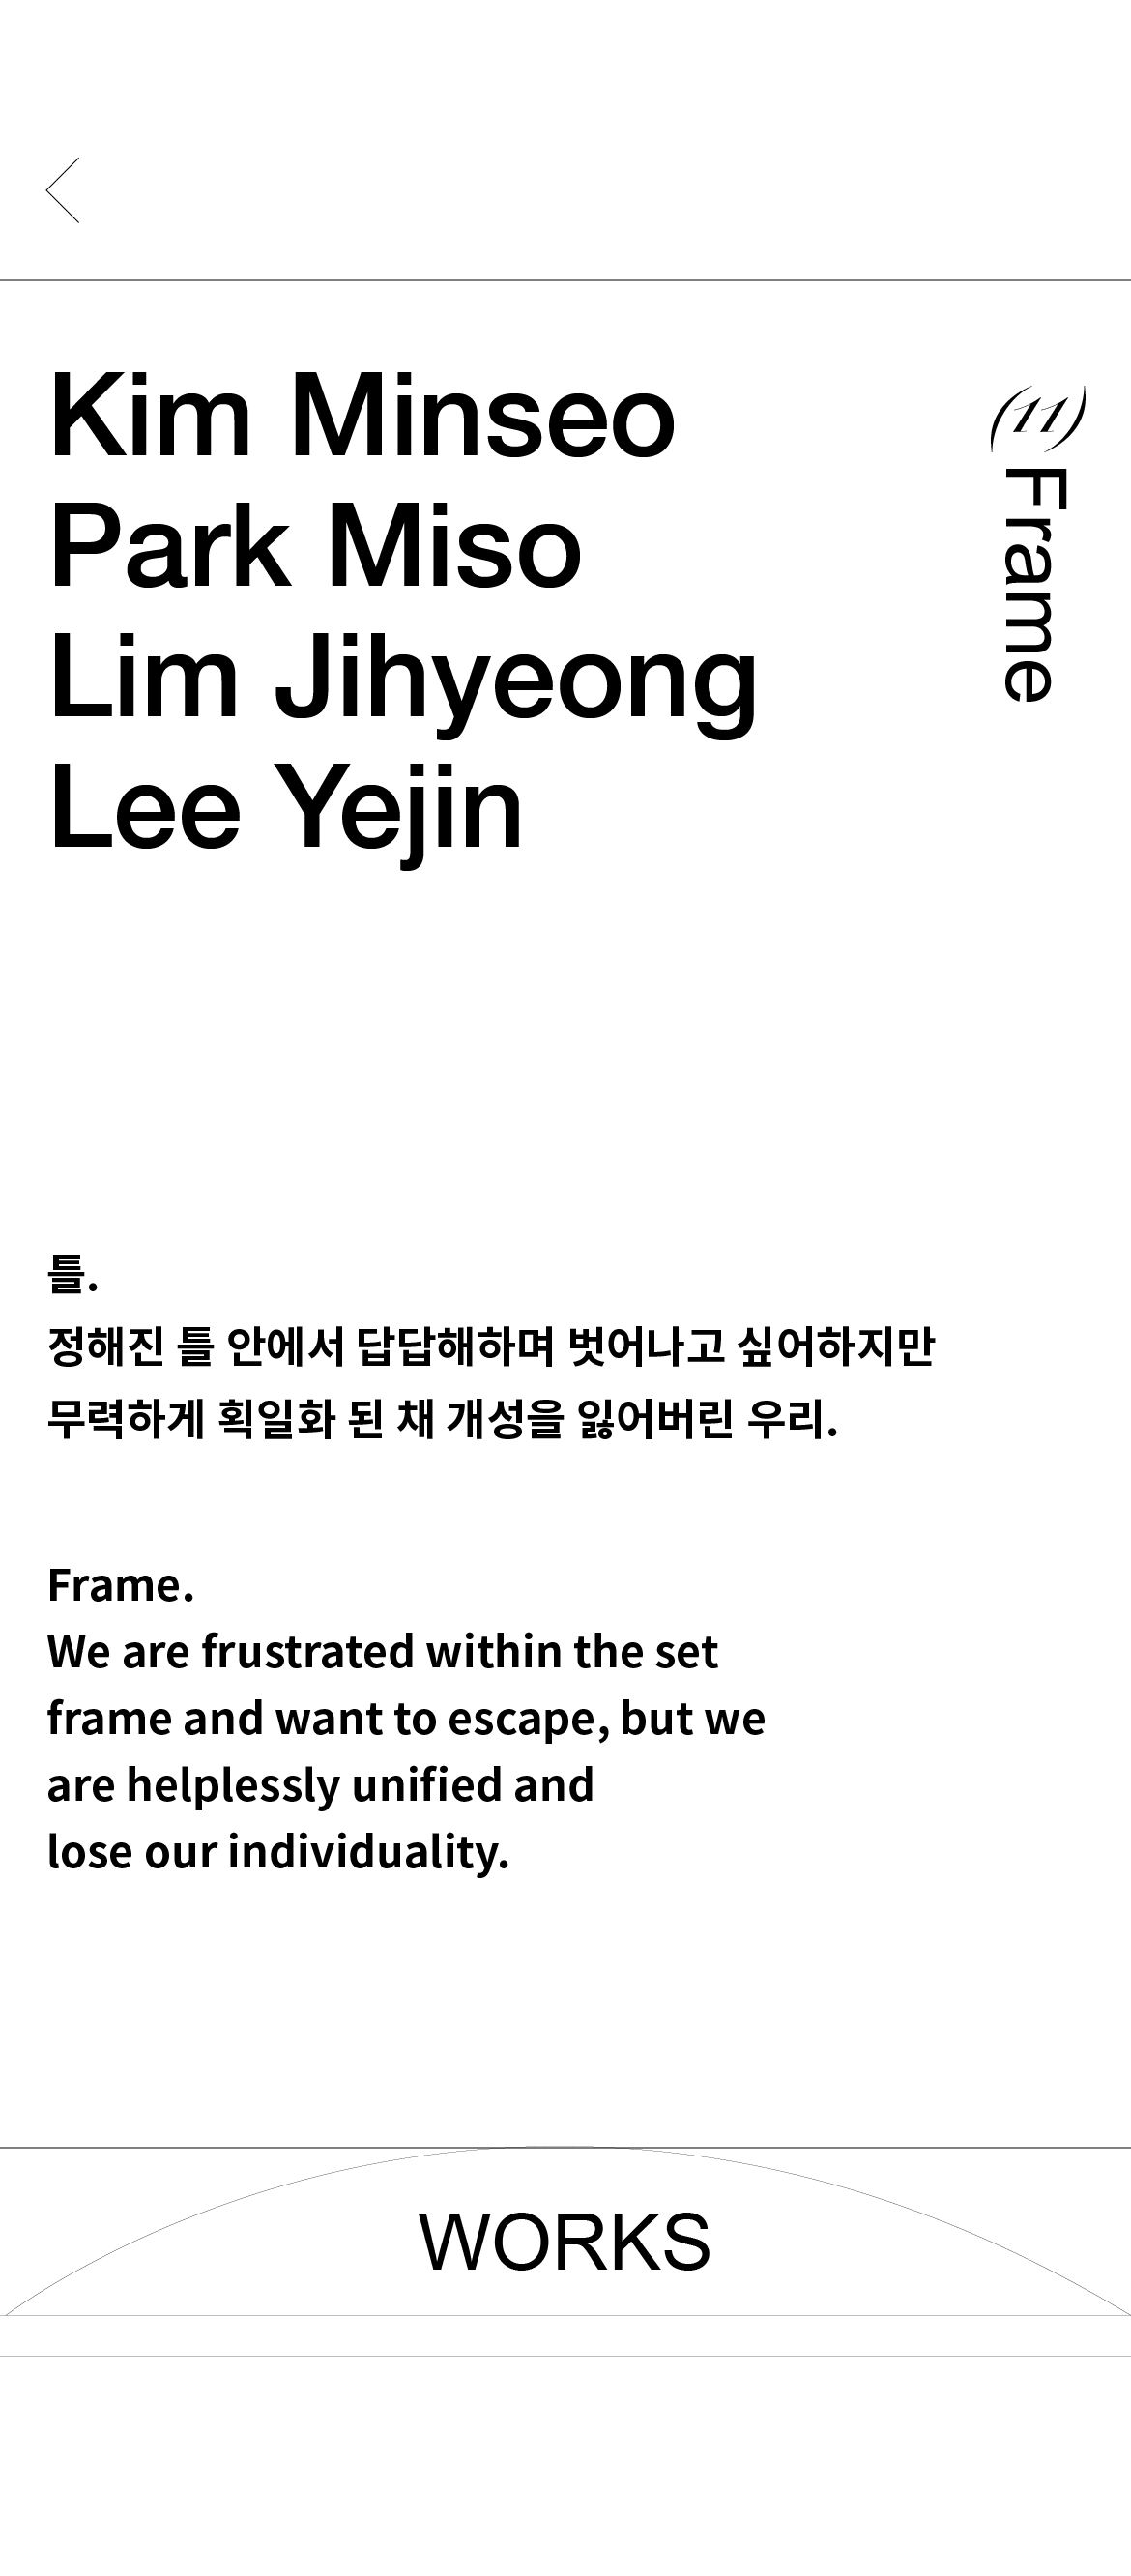 Kim Minseo
Park Miso
Lim Jihyeong
Lee Yejin
(11) Frame
틀.
정해진 틀 안에서 답답해하며 벗어나고 싶어하지만
무력하게 획일화 된 채 개성을 잃어버린 우리.
Frame.
We are frustrated within the set
frame and want to escape, but we
are helplessly unified and
lose our individuality.
WORKS